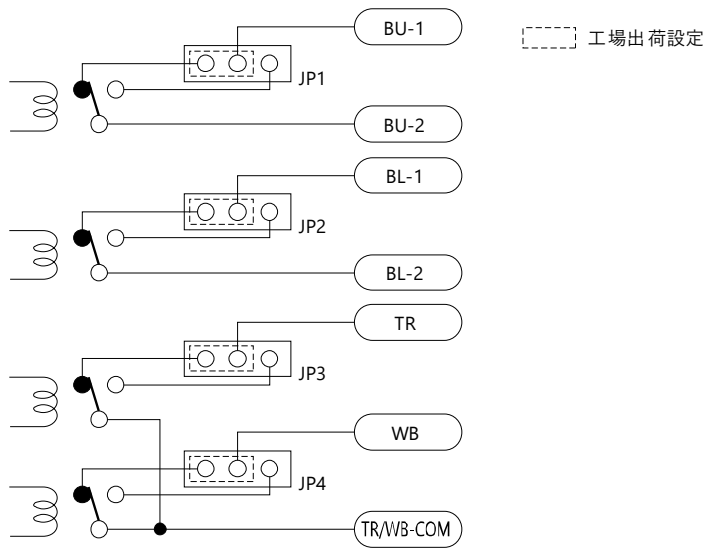 BU-1
工場出荷設定
JP1
BU-2
BL-1
JP2
BL-2
TR
JP3
WB
JP4
TR/WB-COM